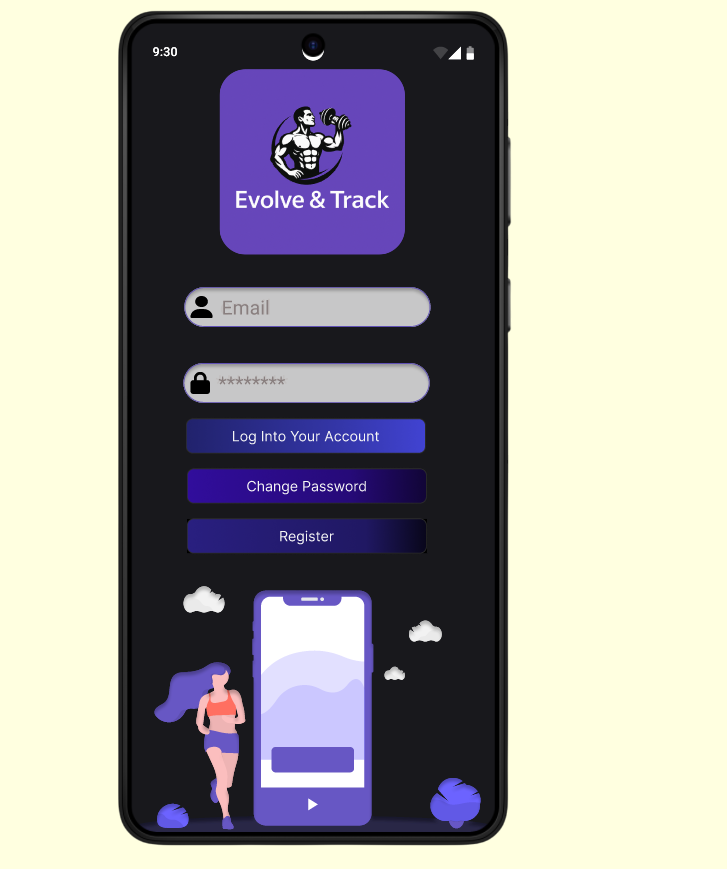 9:30
Evolve & Track
Email
********
Log Into Your Account
Change Password
Register